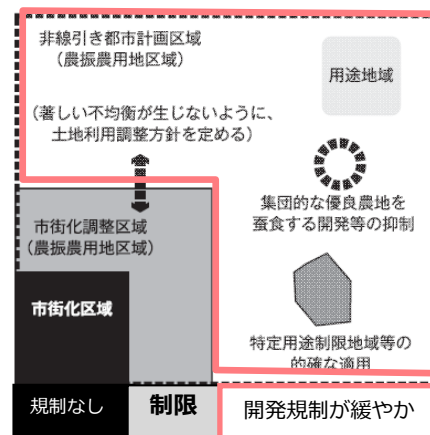 非線引き都市計画区域
（農振農用地区域）
用途地域
（著しい不均衡が生じないように、
土地利用調整方針を定める）
集団的な優良農地を
蚕食する開発等の抑制
市街化調整区域
（農振農用地区域）
市街化区域
特定用途制限地域等の
的確な適用
規制なし
制限
開発規制が緩やか